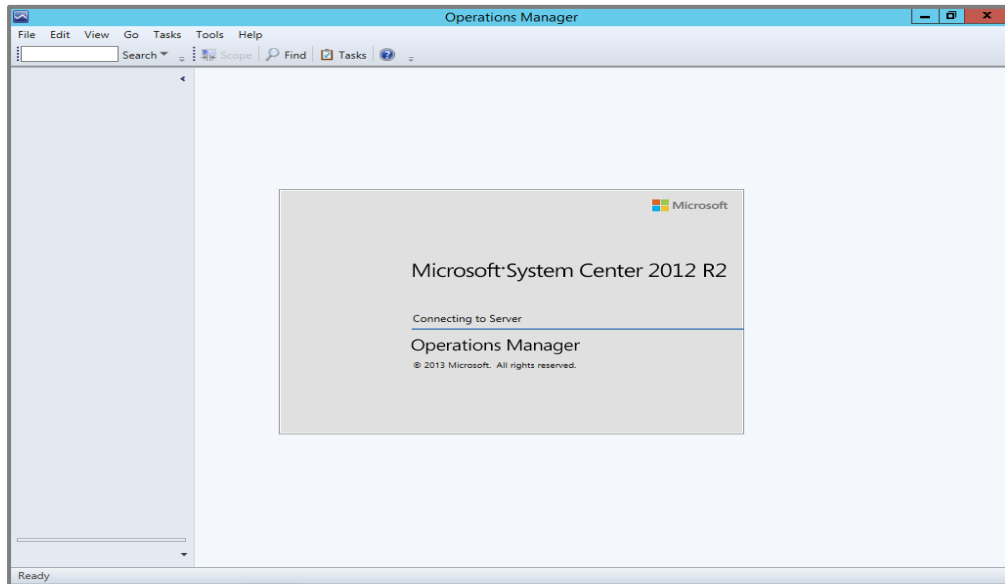 Operations Manager
File Edit View Go Tasks Tools Help
Search Scope Find Tasks
Microsoft
Microsoft System Center 2012 R2
Connecting to Server
Operations Manager
© 2013 Microsoft. All rights reserved.
Ready